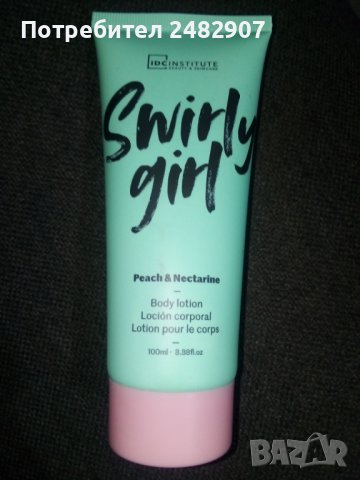 Потребител 2482907
IDC INSTITUTE
BEAUTY & SKINCARE
Swirly
girl
Peach & Nectarine
Body lotion
Loción corporal
Lotion pour le corps
100ml · 3.38fl.oz
BAZAR